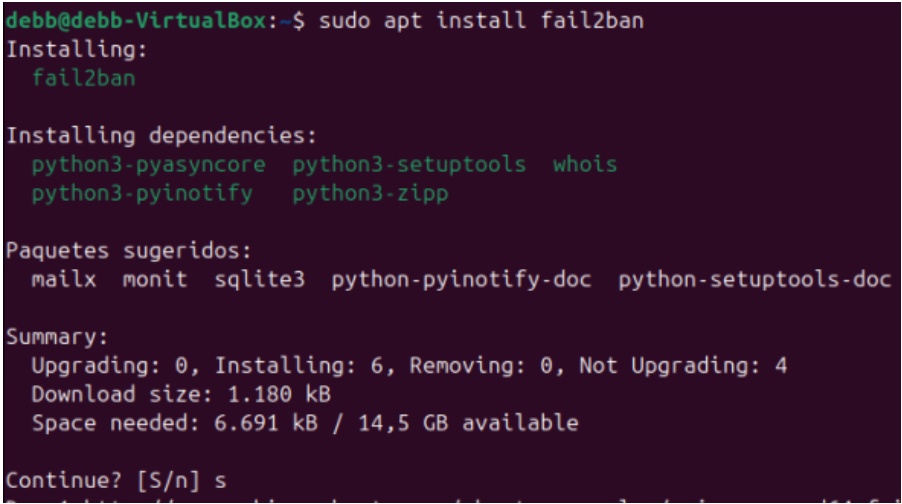 debb@debb-VirtualBox:~$ sudo apt install fail2ban
Installing:
  fail2ban
Installing dependencies:
  python3-pyasyncore  python3-setuptools  whois
  python3-pyinotify   python3-zipp
Paquetes sugeridos:
  mailx  monit  sqlite3  python-pyinotify-doc  python-setuptools-doc
Summary:
  Upgrading: 0, Installing: 6, Removing: 0, Not Upgrading: 4
  Download size: 1.180 kB
  Space needed: 6.691 kB / 14,5 GB available
Continue? [S/n] s